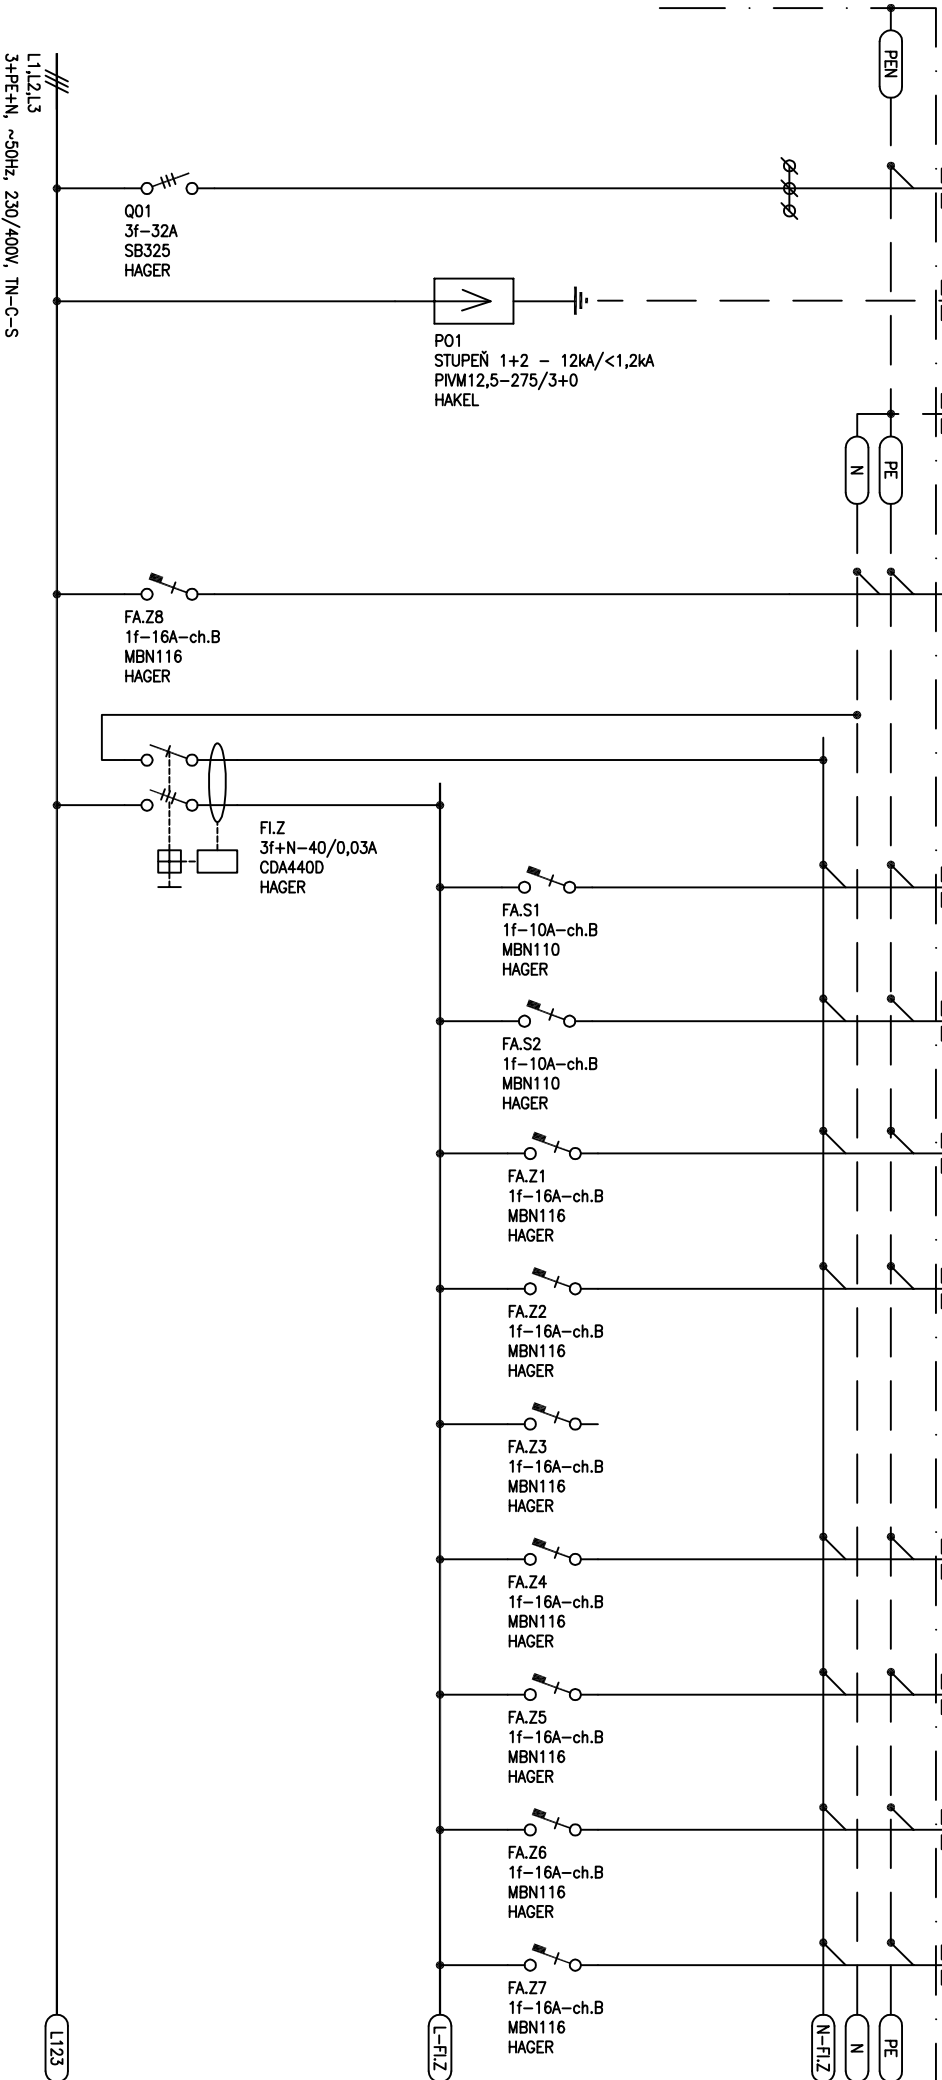 PEN
L1,L2,L3
3+PE+N, ~50Hz, 230/400V, TN-C-S
Q01
3f-32A
SB325
HAGER
PO1
STUPEŇ 1+2 - 12kA/<1,2kA
PIVM12,5-275/3+0
HAKEL
N
PE
FA.Z8
1f-16A-ch.B
MBN116
HAGER
FI.Z
3f+N-40/0,03A
CDA440D
HAGER
FA.S1
1f-10A-ch.B
MBN110
HAGER
FA.S2
1f-10A-ch.B
MBN110
HAGER
FA.Z1
1f-16A-ch.B
MBN116
HAGER
FA.Z2
1f-16A-ch.B
MBN116
HAGER
FA.Z3
1f-16A-ch.B
MBN116
HAGER
FA.Z4
1f-16A-ch.B
MBN116
HAGER
FA.Z5
1f-16A-ch.B
MBN116
HAGER
FA.Z6
1f-16A-ch.B
MBN116
HAGER
FA.Z7
1f-16A-ch.B
MBN116
HAGER
L123
L-FI.Z
N-FI.Z
N
PE